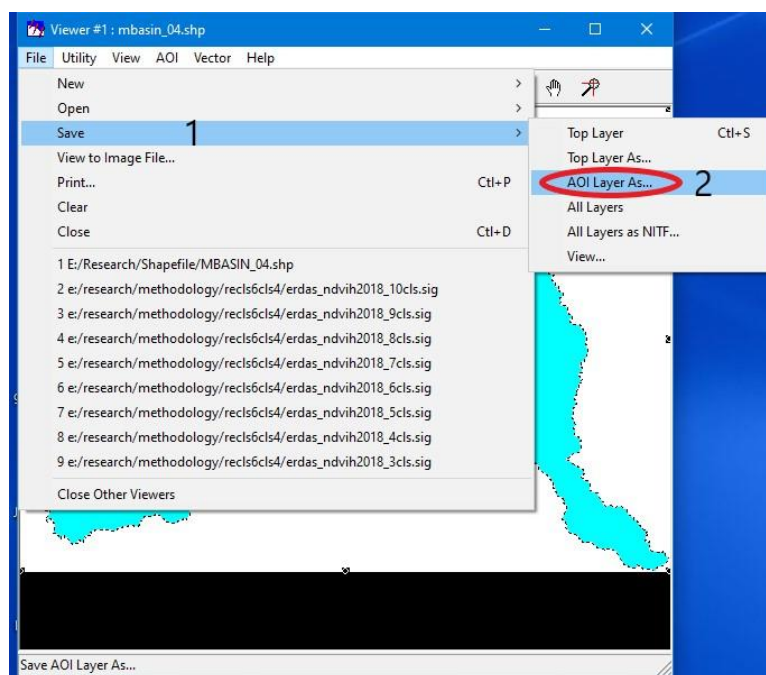 Viewer #1 : mbasin_04.shp
File Utility View AOI Vector Help
New
Open
Save 1
View to Image File...
Print... Ctl+P
Clear
Close Ctl+D
1 E:/Research/Shapefile/MBASIN_04.shp
2 e:/research/methodology/recls6cls4/erdas_ndvih2018_10cls.sig
3 e:/research/methodology/recls6cls4/erdas_ndvih2018_9cls.sig
4 e:/research/methodology/recls6cls4/erdas_ndvih2018_8cls.sig
5 e:/research/methodology/recls6cls4/erdas_ndvih2018_7cls.sig
6 e:/research/methodology/recls6cls4/erdas_ndvih2018_6cls.sig
7 e:/research/methodology/recls6cls4/erdas_ndvih2018_5cls.sig
8 e:/research/methodology/recls6cls4/erdas_ndvih2018_4cls.sig
9 e:/research/methodology/recls6cls4/erdas_ndvih2018_3cls.sig
Close Other Viewers
Top Layer Ctl+S
Top Layer As...
AOI Layer As... 2
All Layers
All Layers as NITF...
View...
Save AOI Layer As...